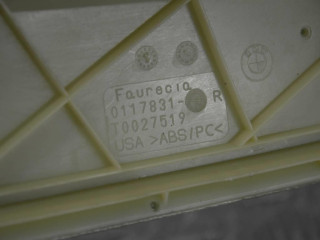 Faurecia
0117831- R
T0027519
USA >ABS/PC<